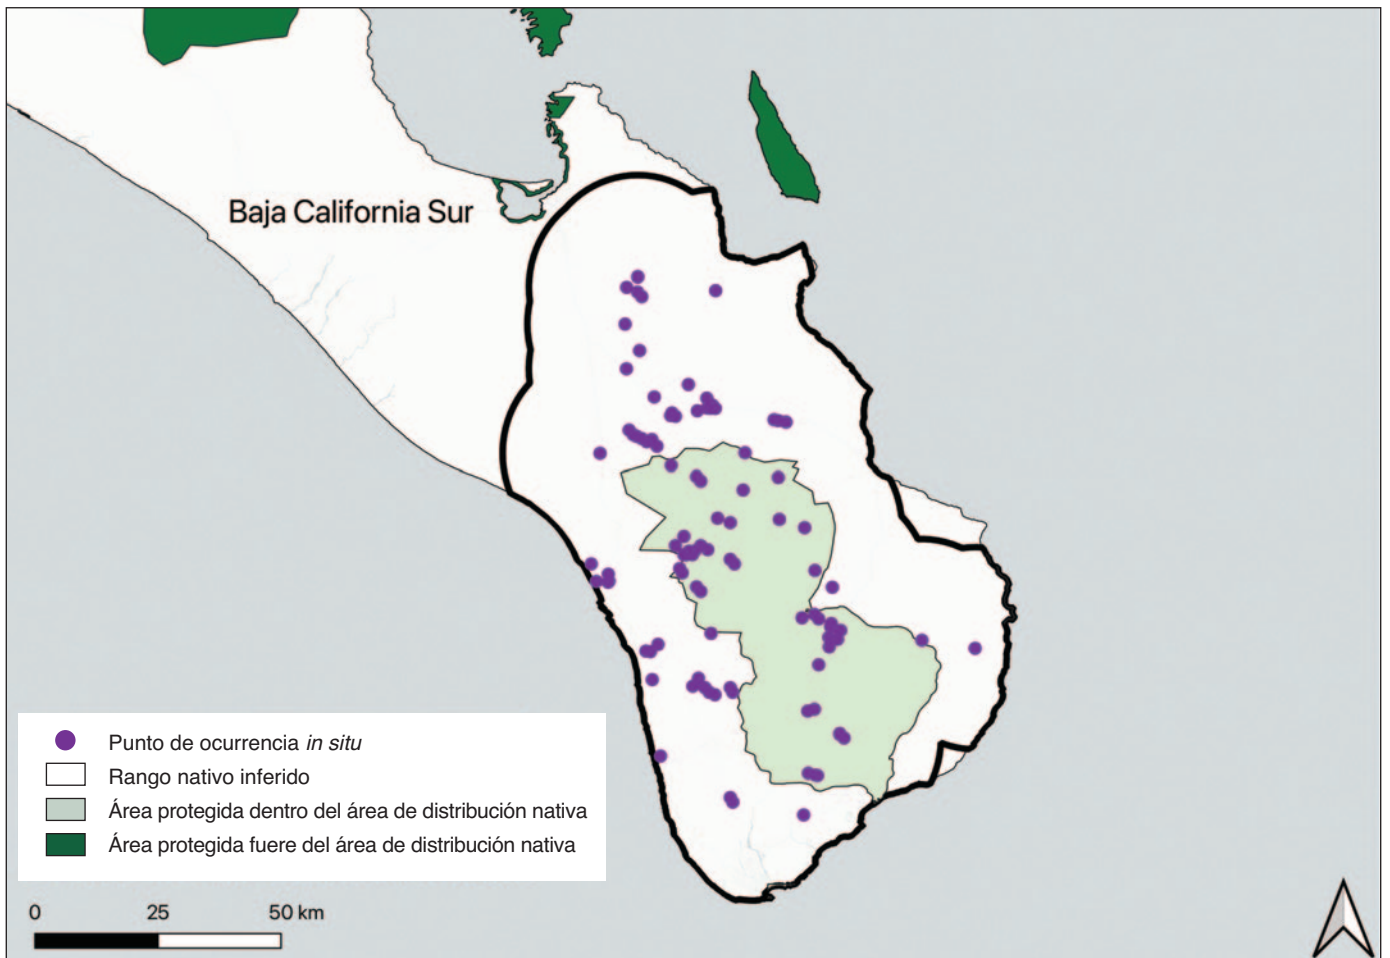 Baja California Sur
Punto de ocurrencia in situ
Rango nativo inferido
Área protegida dentro del área de distribución nativa
Área protegida fuere del área de distribución nativa
0 25 50 km